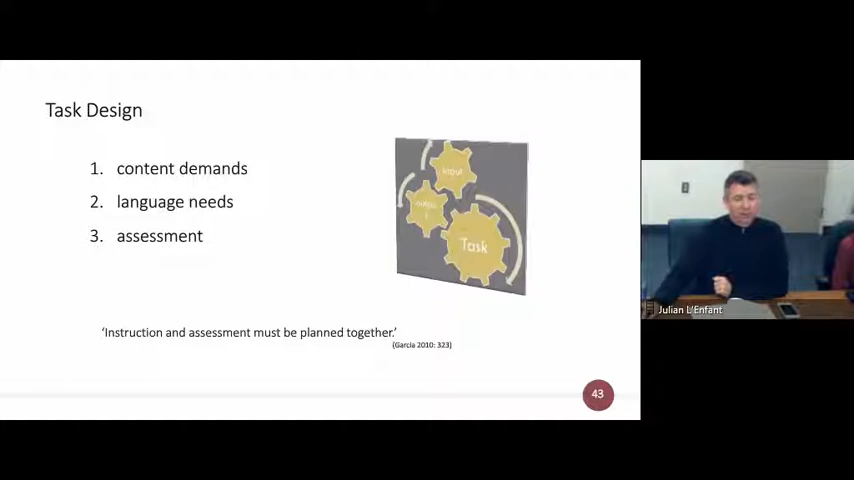 Task Design
1. content demands
2. language needs
3. assessment
Input
Task
'Instruction and assessment must be planned together.'
(Garcia 2010: 323)
43
Julian L'Enfant